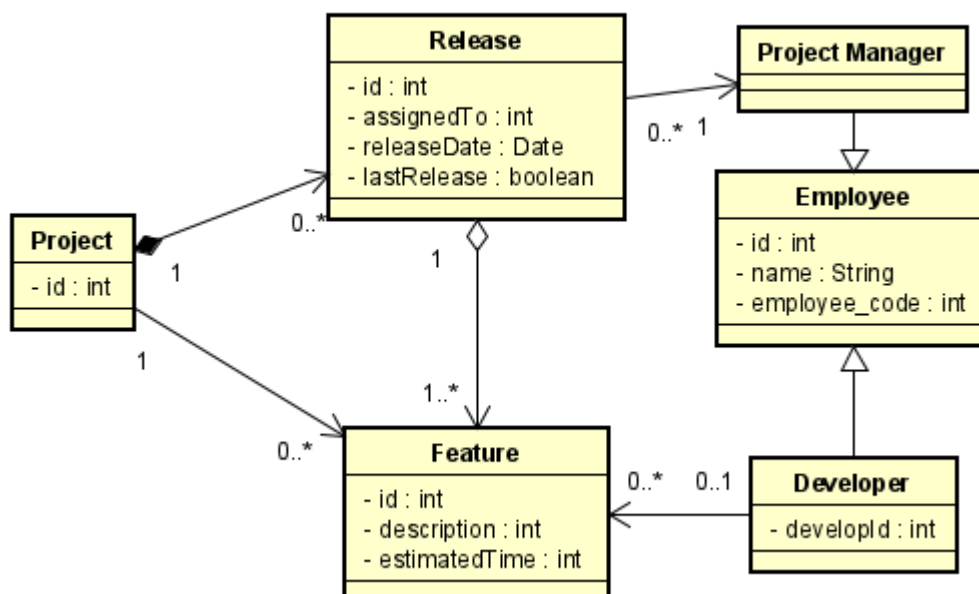 Release
- id : int
- assignedTo : int
- releaseDate : Date
- lastRelease : boolean
Project Manager
0..*
1
Employee
- id : int
- name : String
- employee_code : int
Project
- id : int
1
0..*
1
1
1..*
0..*
Feature
- id : int
- description : int
- estimatedTime : int
0..*
0..1
Developer
- developId : int